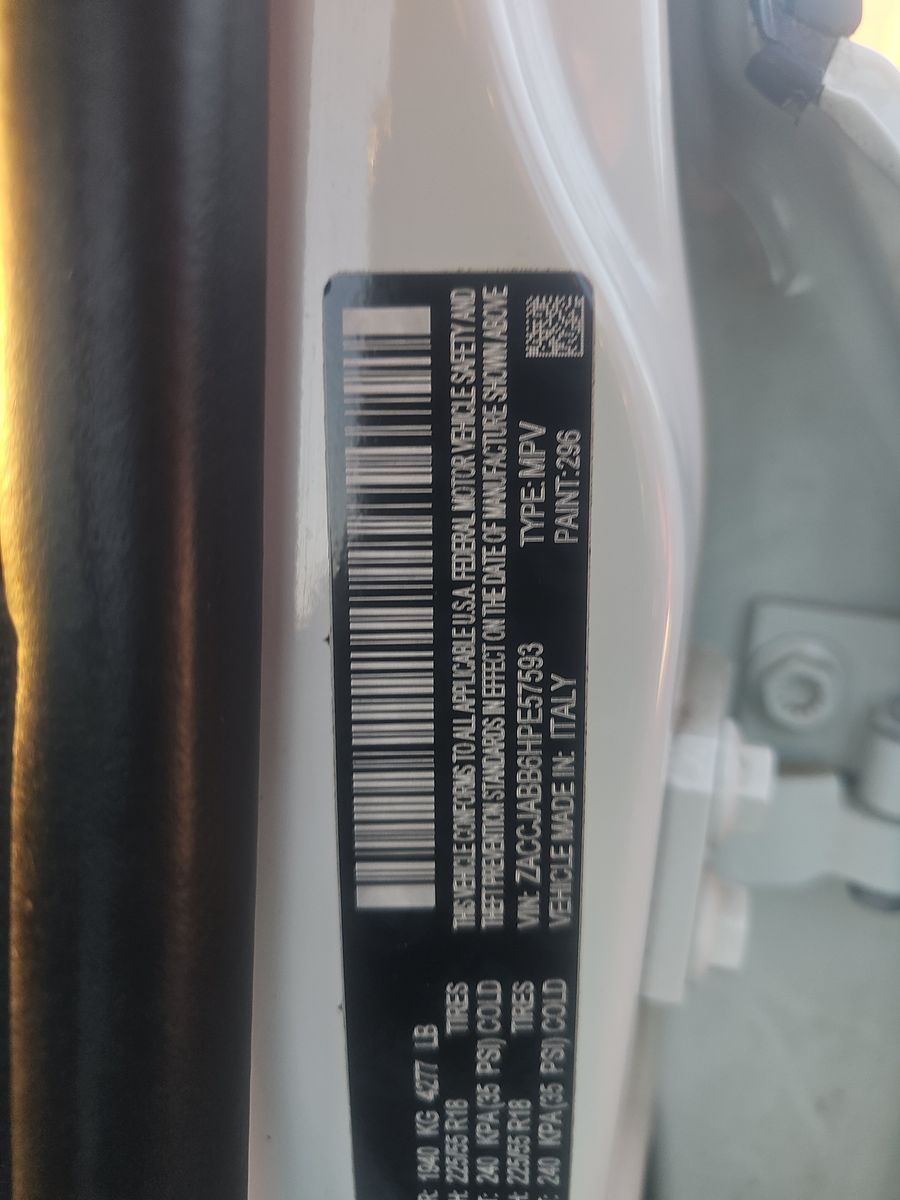 1940 KG 4277 LB
225/55 R18 TIRES
240 KPA (35 PSI) COLD
225/55 R18 TIRES
240 KPA (35 PSI) COLD
THIS VEHICLE CONFORMS TO ALL APPLICABLE U.S.A. FEDERAL MOTOR VEHICLE SAFETY AND
THEFT PREVENTION STANDARDS IN EFFECT ON THE DATE OF MANUFACTURE SHOWN ABOVE
VIN: ZACCJABB6HPE57593 TYPE: MPV
VEHICLE MADE IN: ITALY PAINT: 296